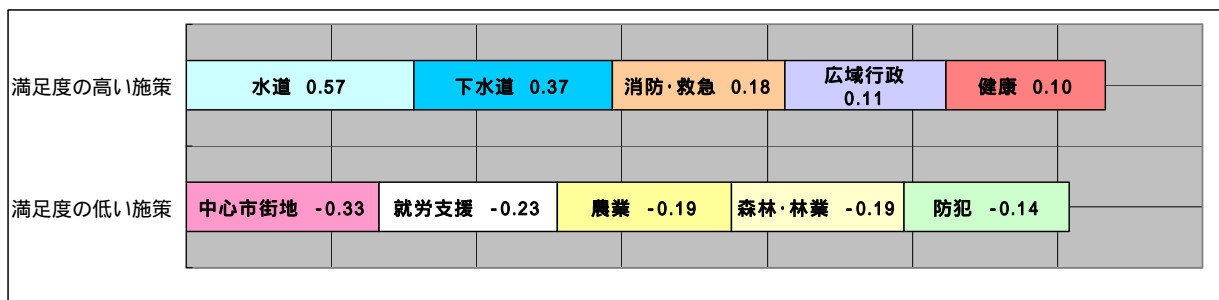 満足度の高い施策
水道 0.57
下水道 0.37
消防・救急 0.18
広域行政
0.11
健康 0.10
満足度の低い施策
中心市街地 -0.33
就労支援 -0.23
農業 -0.19
森林・林業 -0.19
防犯 -0.14